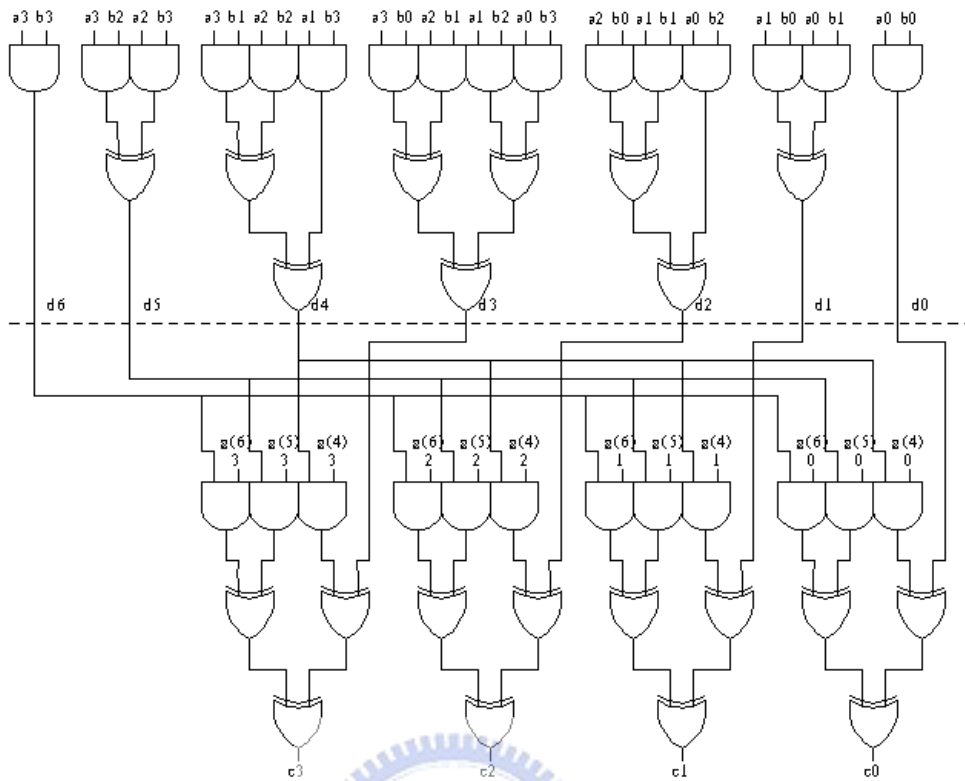 a3 b3 a3 b2 a2 b3 a3 b1 a2 b2 a1 b3 a3 b0 a2 b1 a1 b2 a0 b3 a2 b0 a1 b1 a0 b2 a1 b0 a0 b1 a0 b0
d6 d5 d4 d3 d2 d1 d0
g(6) g(5) g(4) g(6) g(5) g(4) g(6) g(5) g(4) g(6) g(5) g(4)
3 3 3 2 2 2 1 1 1 0 0 0
c3 c2 c1 c0